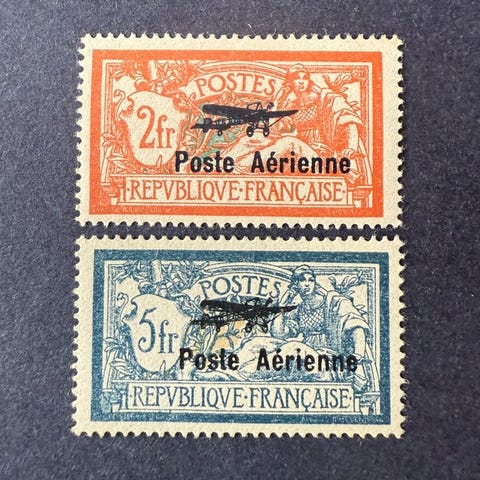 POSTES
2fr
Poste Aérienne
REPVBLIQVE·FRANÇAISE
POSTES
5fr
Poste Aérienne
REPVBLIQVE·FRANÇAISE